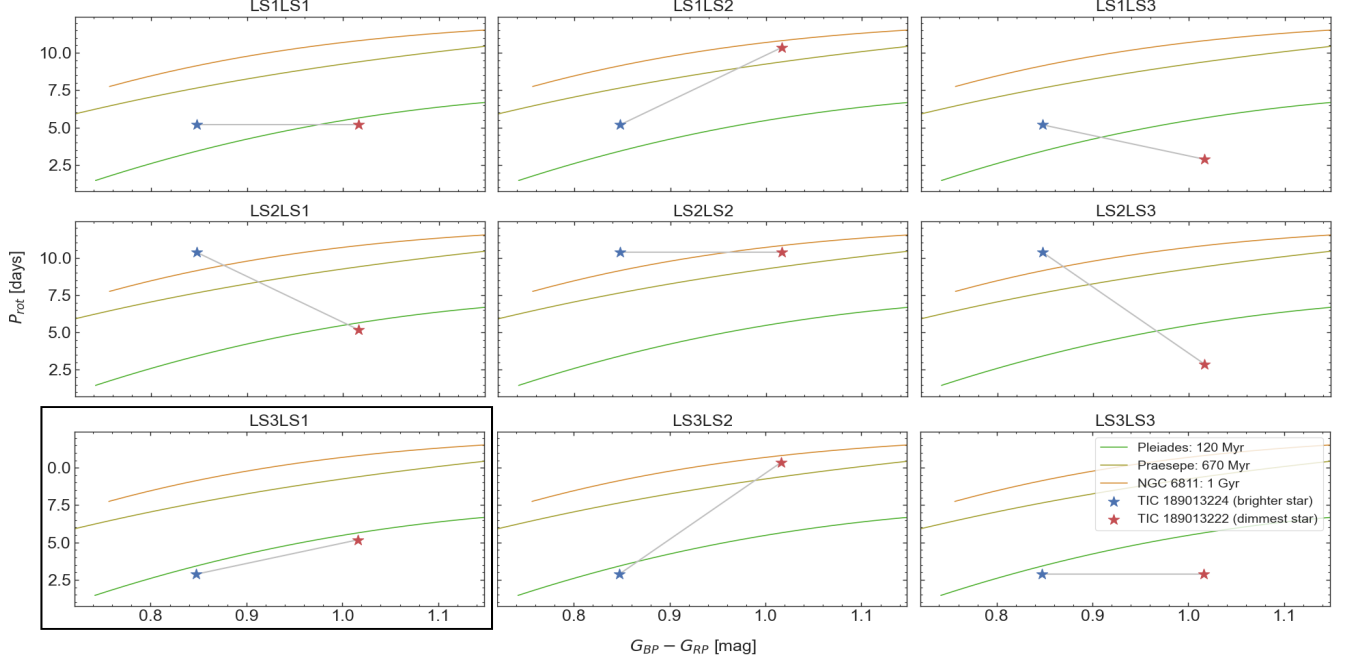 LS1LS1 LS1LS2 LS1LS3
10.0
7.5
5.0
2.5
LS2LS1 LS2LS2 LS2LS3
10.0
7.5
5.0
2.5
P_rot [days]
LS3LS1 LS3LS2 LS3LS3
0.0
7.5
5.0
2.5
Pleiades: 120 Myr
Praesepe: 670 Myr
NGC 6811: 1 Gyr
TIC 189013224 (brighter star)
TIC 189013222 (dimmest star)
0.8 0.9 1.0 1.1 0.8 0.9 1.0 1.1 0.8 0.9 1.0 1.1
G_BP − G_RP [mag]